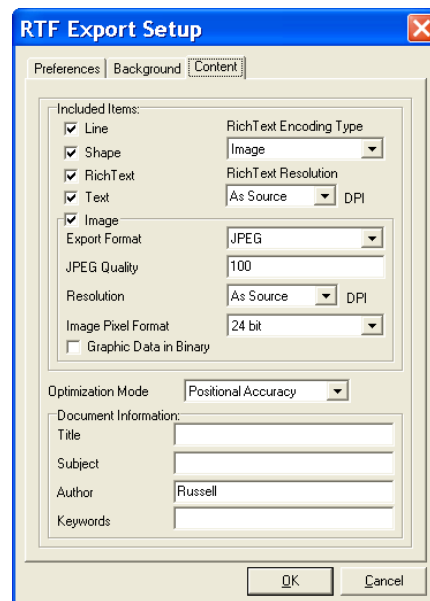 RTF Export Setup
Preferences Background Content
Included Items:
Line
RichText Encoding Type
Shape
Image
RichText
RichText Resolution
Text
As Source DPI
Image
Export Format JPEG
JPEG Quality 100
Resolution As Source DPI
Image Pixel Format 24 bit
Graphic Data in Binary
Optimization Mode Positional Accuracy
Document Information:
Title
Subject
Author Russell
Keywords
OK Cancel